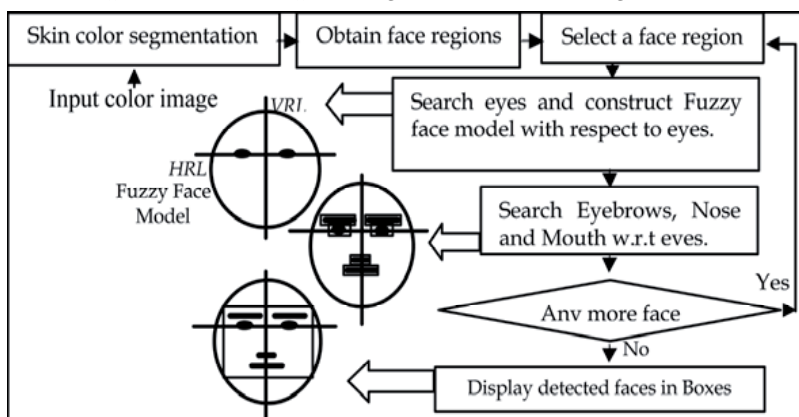 Skin color segmentation
Obtain face regions
Select a face region
Input color image
VRL
Search eyes and construct Fuzzy
face model with respect to eyes.
HRL
Fuzzy Face
Model
Search Eyebrows, Nose
and Mouth w.r.t eves.
Yes
Anv more face
No
Display detected faces in Boxes